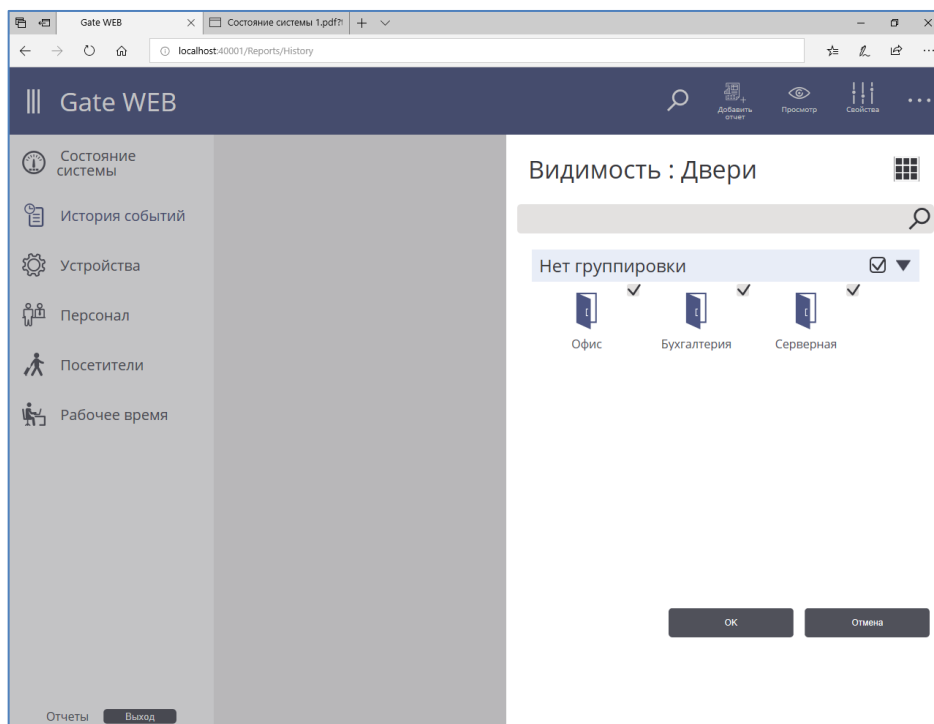 Gate WEB
Состояние системы 1.pdf?!
localhost:40001/Reports/History
Gate WEB
Добавить
отчет
Просмотр
Свойства
Состояние
системы
История событий
Устройства
Персонал
Посетители
Рабочее время
Отчеты
Выход
Видимость : Двери
Нет группировки
Офис
Бухгалтерия
Серверная
OK
Отмена